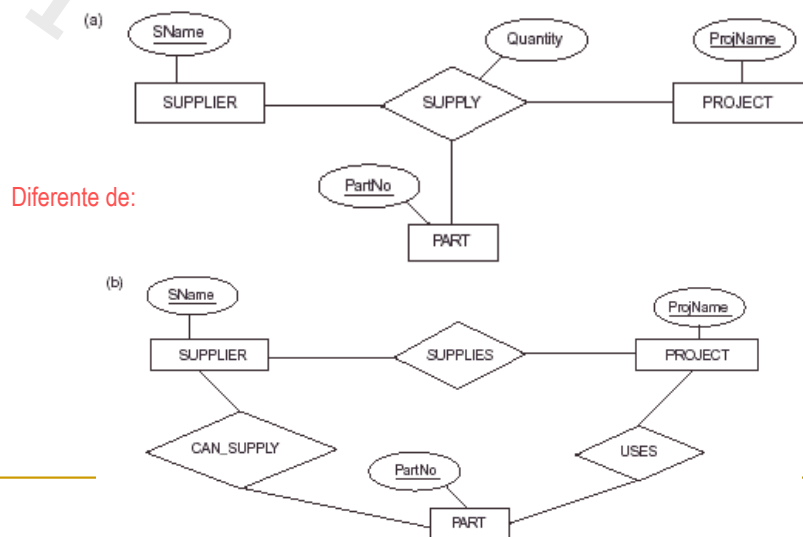 (a)
SName
Quantity
ProjName
SUPPLIER
SUPPLY
PROJECT
Diferente de:
PartNo
PART
(b)
SName
ProjName
SUPPLIER
SUPPLIES
PROJECT
CAN_SUPPLY
USES
PartNo
PART